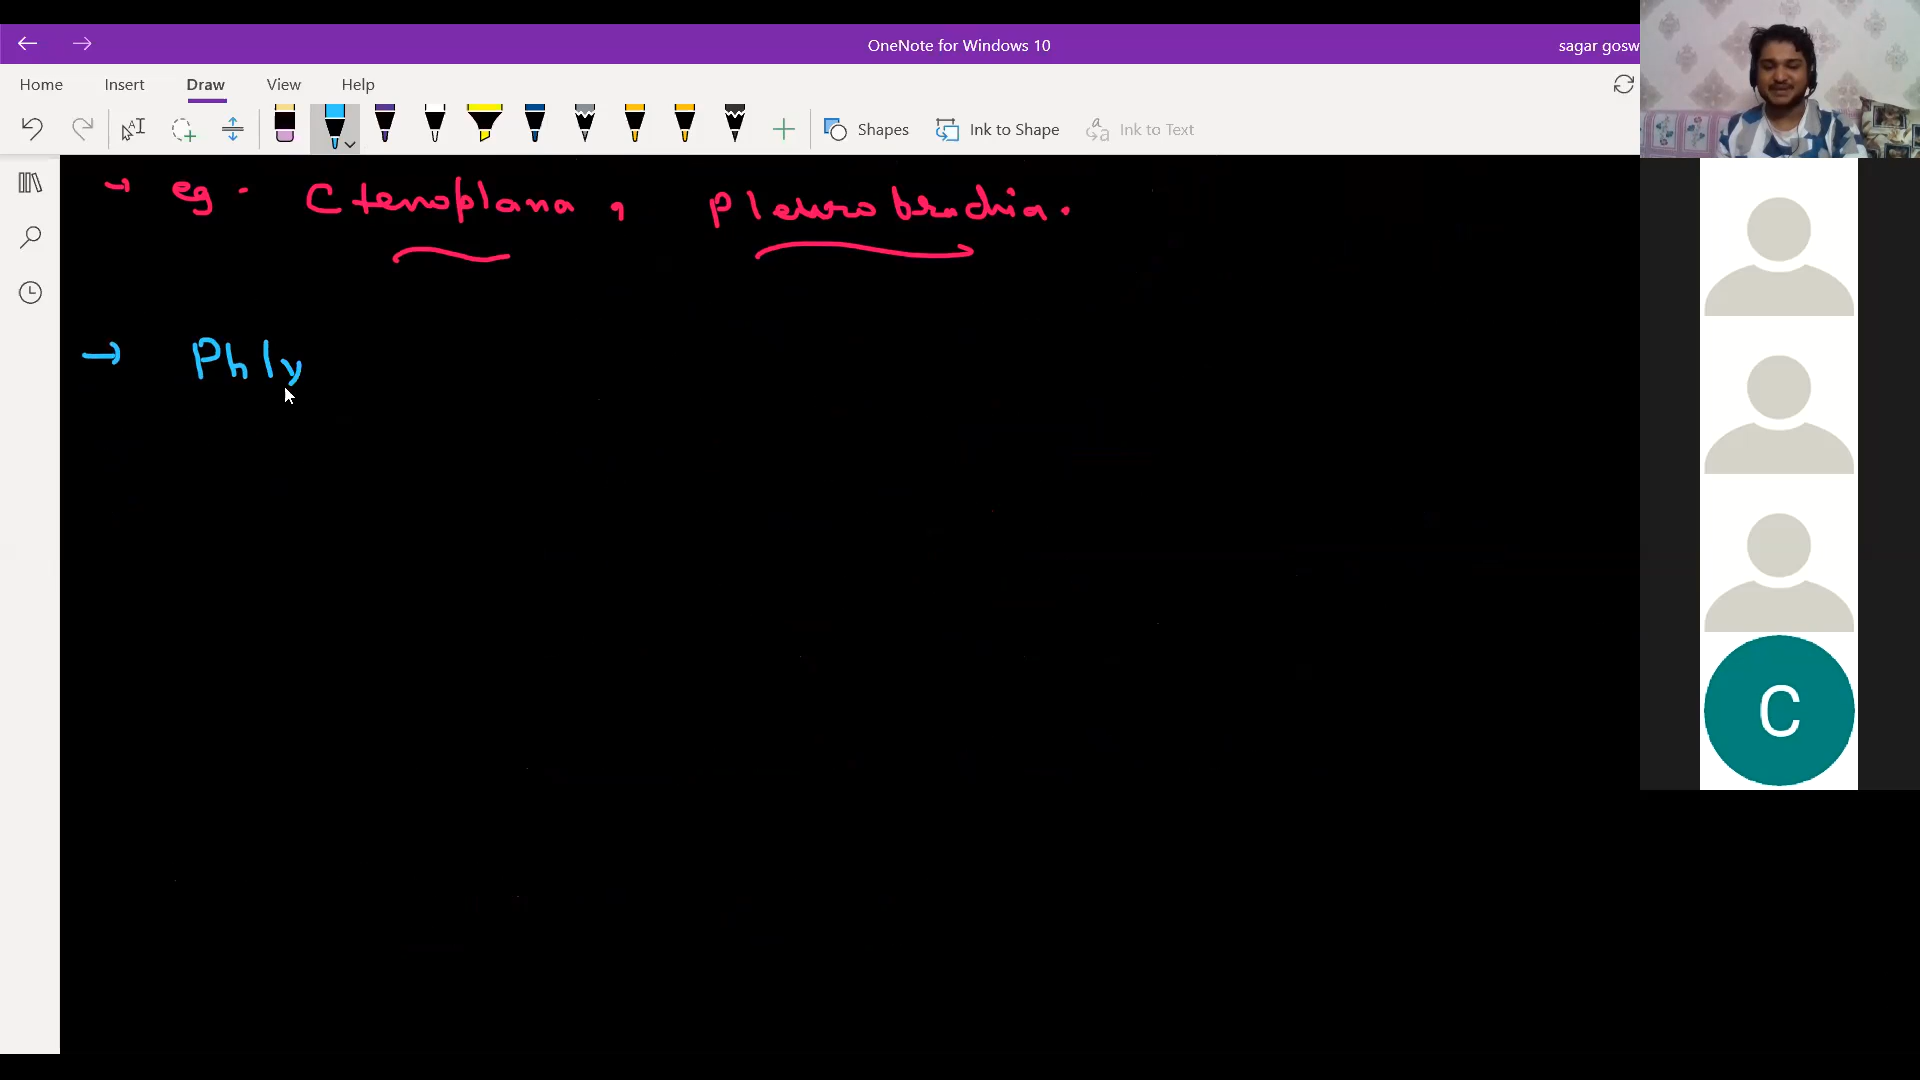 OneNote for Windows 10
sagar gosw
Home Insert Draw View Help
Shapes Ink to Shape Ink to Text
→ eg. Ctenoplana, Pleurobrachia.
→ Phly
C